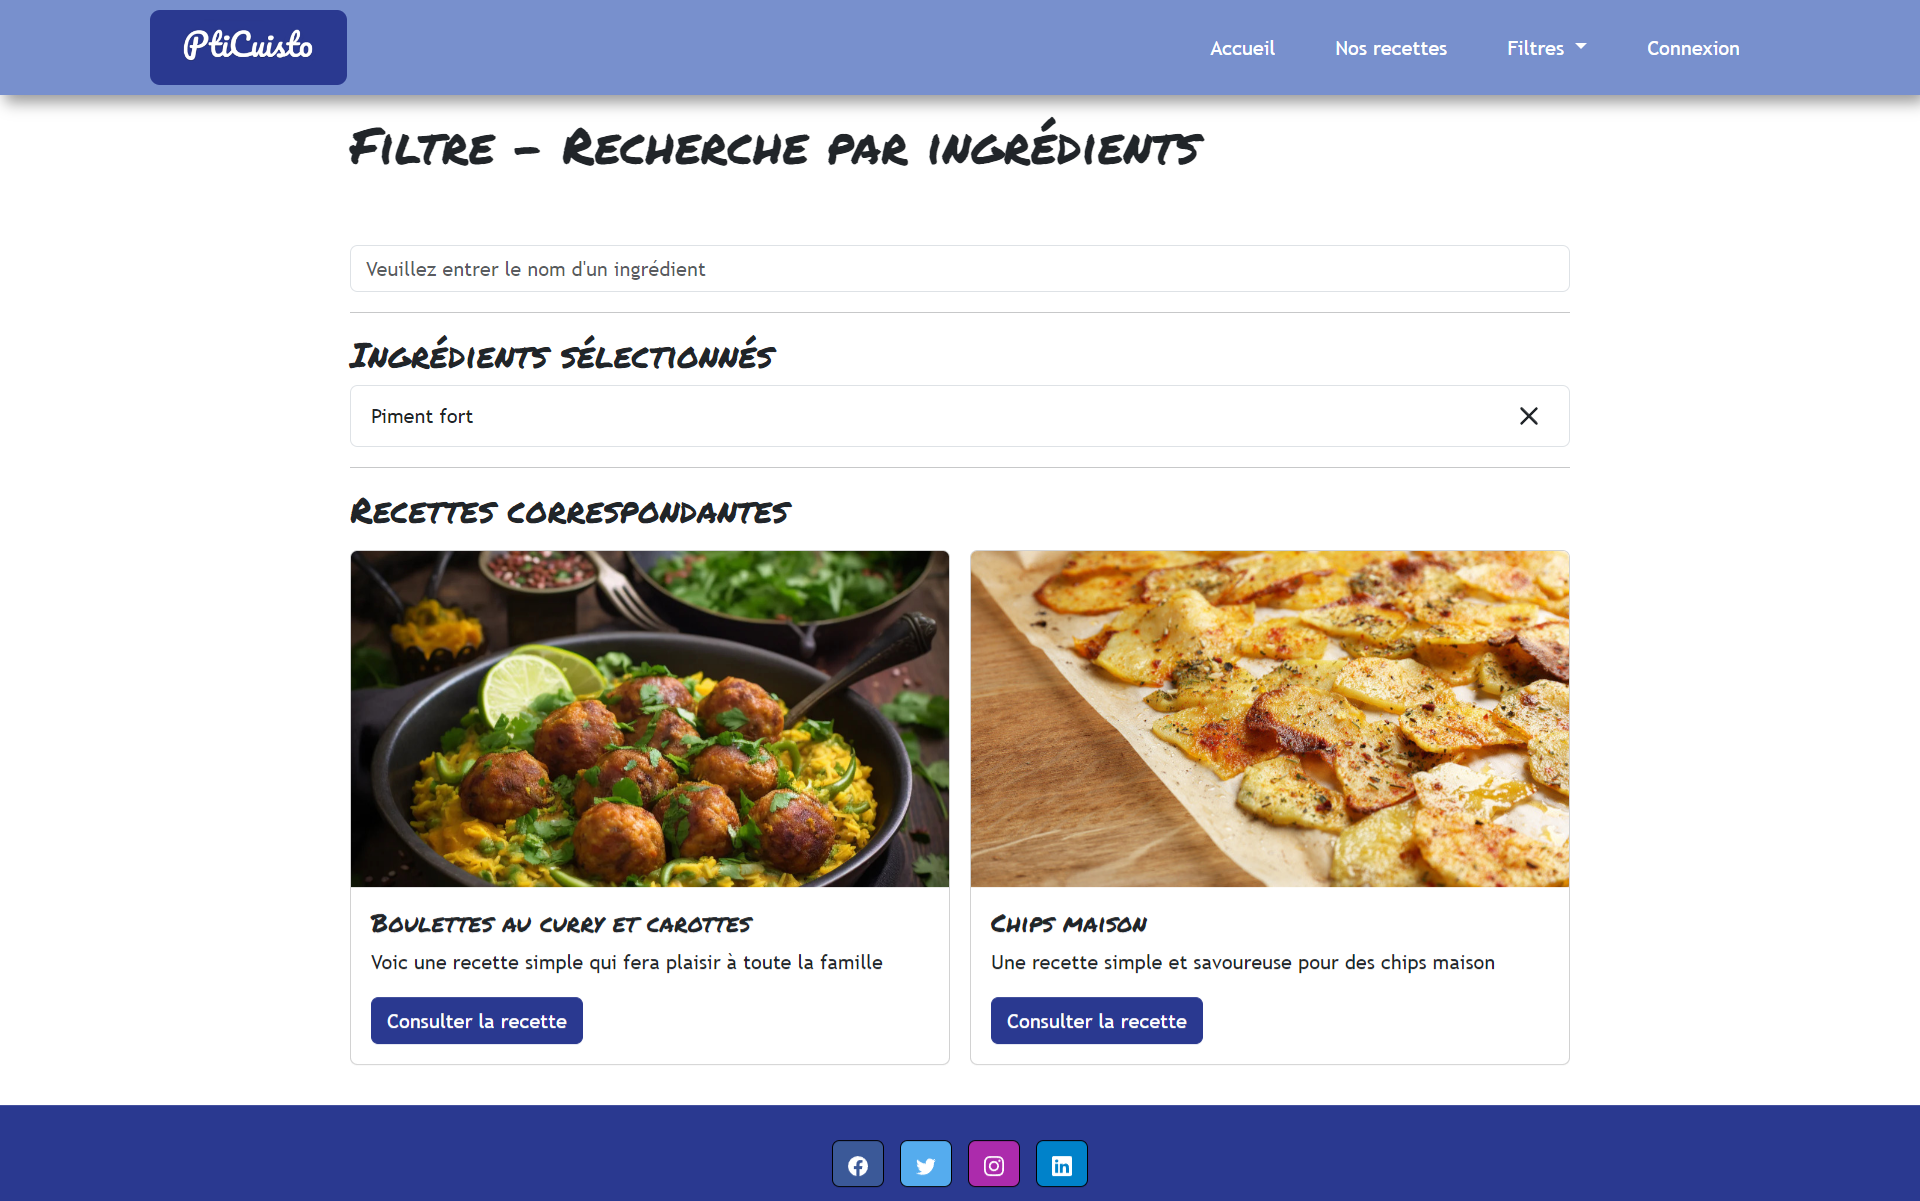 PtiCuisto
Accueil
Nos recettes
Filtres
Connexion
Filtre - Recherche par ingrédients
Veuillez entrer le nom d'un ingrédient
Ingrédients sélectionnés
Piment fort
Recettes correspondantes
Boulettes au curry et carottes
Voic une recette simple qui fera plaisir à toute la famille
Consulter la recette
Chips maison
Une recette simple et savoureuse pour des chips maison
Consulter la recette